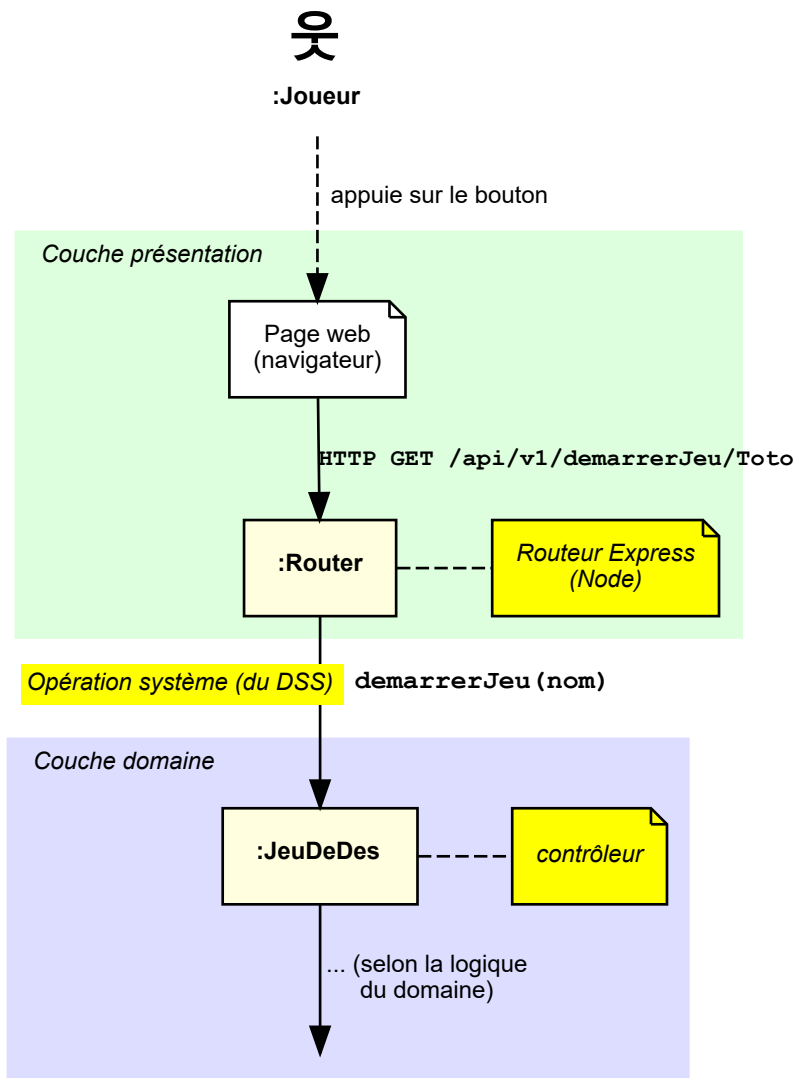 웃
:Joueur
appuie sur le bouton
Couche présentation
Page web
(navigateur)
HTTP GET /api/v1/demarrerJeu/Toto
:Router
Routeur Express
(Node)
Opération système (du DSS)
demarrerJeu(nom)
Couche domaine
:JeuDeDes
contrôleur
... (selon la logique
du domaine)